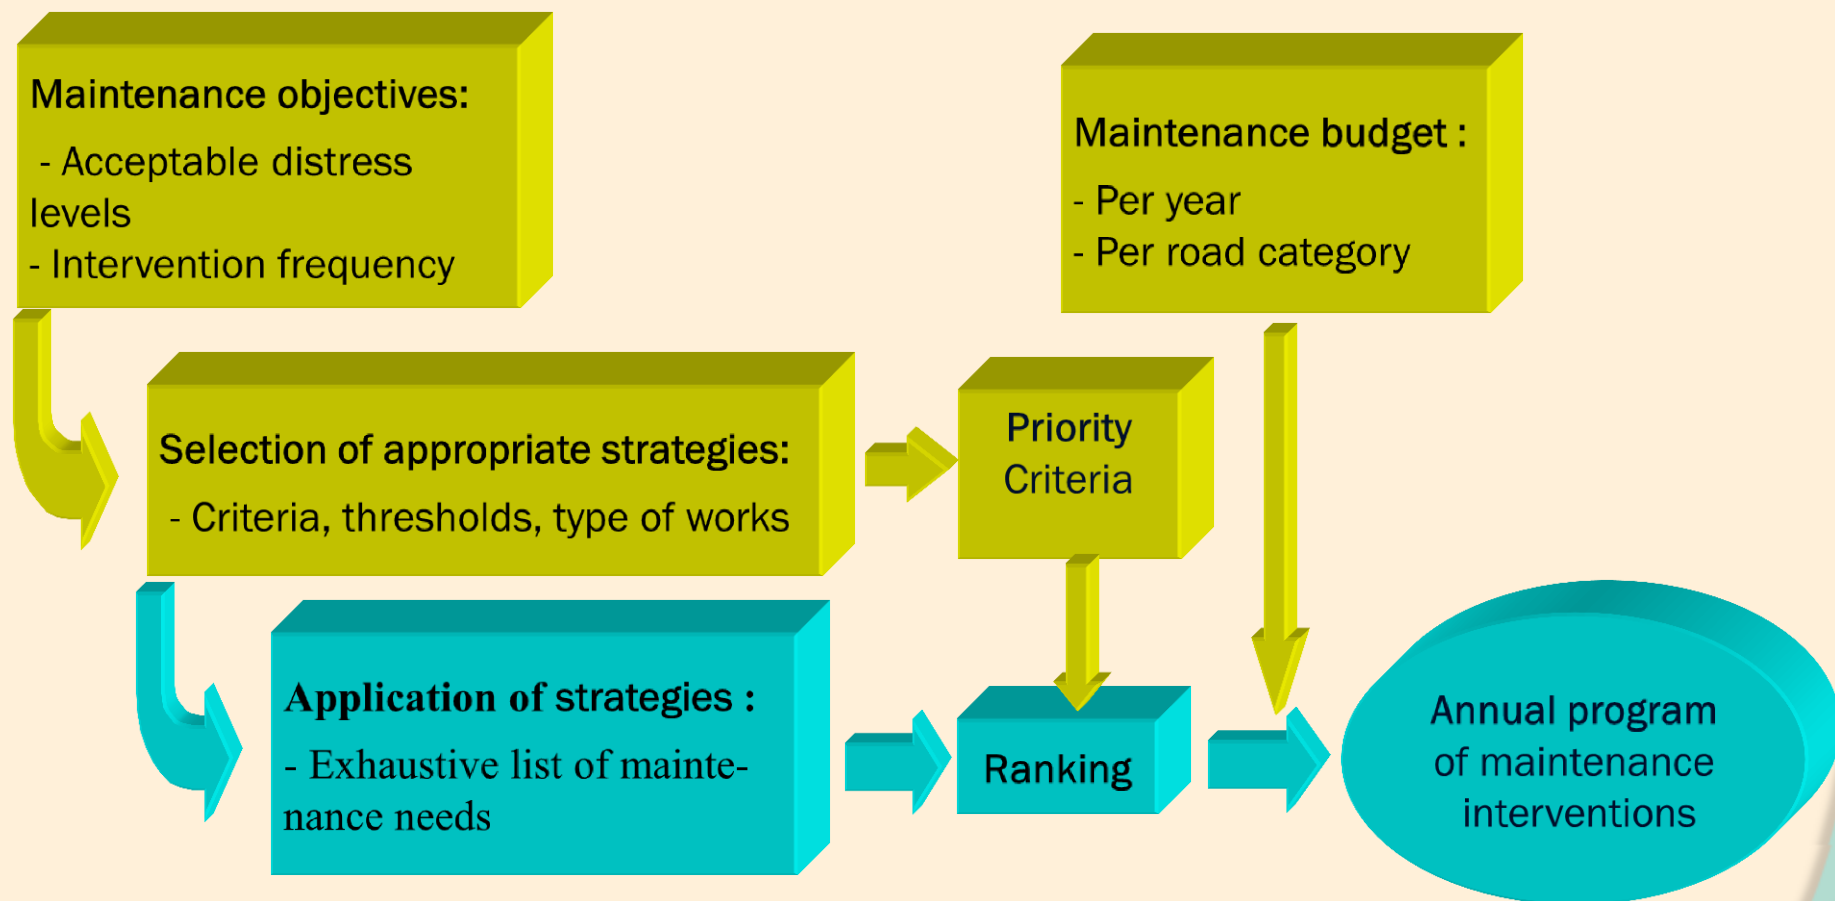 Maintenance objectives:
- Acceptable distress
levels
- Intervention frequency
Maintenance budget :
- Per year
- Per road category
Selection of appropriate strategies:
- Criteria, thresholds, type of works
Priority
Criteria
Application of strategies :
- Exhaustive list of mainte-
nance needs
Ranking
Annual program
of maintenance
interventions